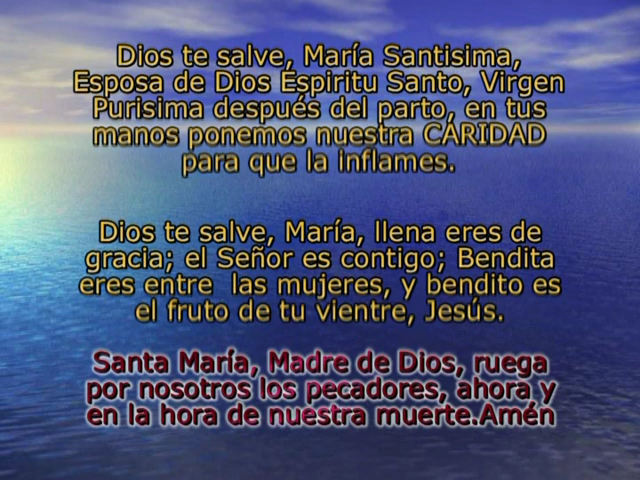 Dios te salve, María Santisima,
Esposa de Dios Espiritu Santo, Virgen
Purisima después del parto, en tus
manos ponemos nuestra CARIDAD
para que la inflames.
Dios te salve, María, llena eres de
gracia; el Señor es contigo; Bendita
eres entre  las mujeres, y bendito es
el fruto de tu vientre, Jesús.
Santa María, Madre de Dios, ruega
por nosotros los pecadores, ahora y
en la hora de nuestra muerte.Amén